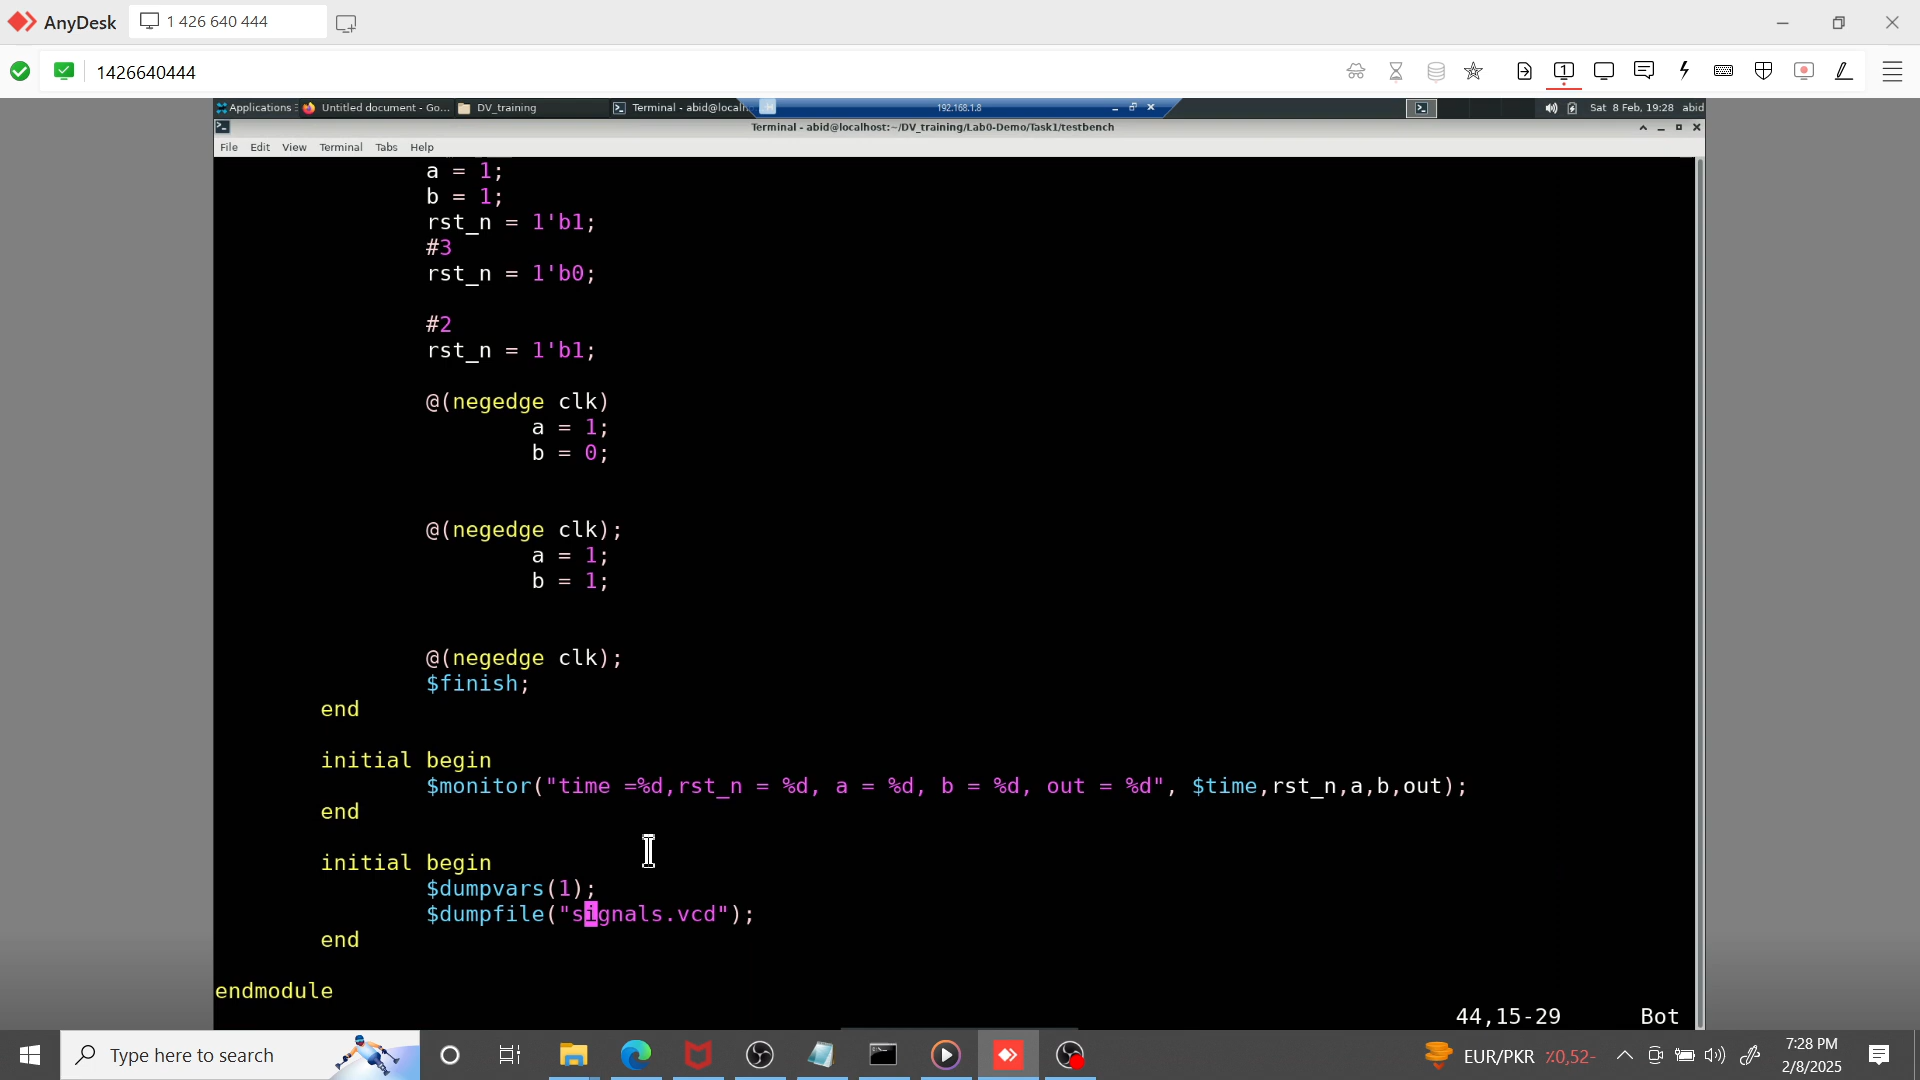 AnyDesk
1 426 640 444
1426640444
Applications
Untitled document - Go...
DV_training
Terminal - abid@localh
192.168.1.8
Sat 8 Feb, 19:28
abid
Terminal - abid@localhost:~/DV_training/Lab0-Demo/Task1/testbench
File Edit View Terminal Tabs Help
a = 1;
b = 1;
rst_n = 1'b1;
#3
rst_n = 1'b0;
#2
rst_n = 1'b1;
@(negedge clk)
a = 1;
b = 0;
@(negedge clk);
a = 1;
b = 1;
@(negedge clk);
$finish;
end
initial begin
$monitor("time =%d,rst_n = %d, a = %d, b = %d, out = %d", $time,rst_n,a,b,out);
end
initial begin
$dumpvars(1);
$dumpfile("signals.vcd");
end
endmodule
44,15-29 Bot
Type here to search
EUR/PKR ٪0,52-
7:28 PM
2/8/2025